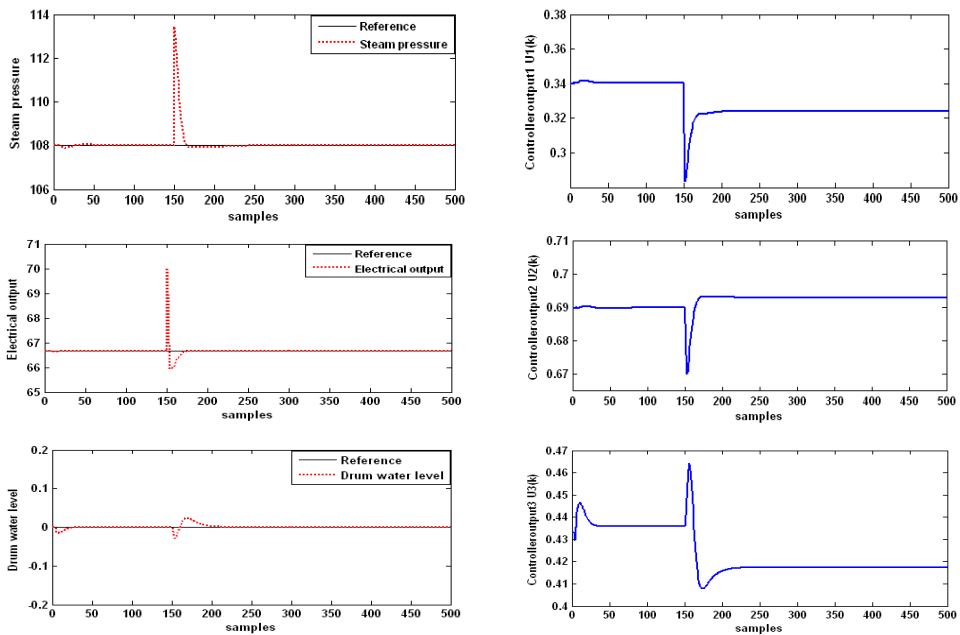 114
112
110
108
106
Steam pressure
Reference
Steam pressure
0 50 100 150 200 250 300 350 400 450 500
samples
0.38
0.36
0.34
0.32
0.3
Controlleroutput1 U1(k)
0 50 100 150 200 250 300 350 400 450 500
samples
71
70
69
68
67
66
65
Electrical output
Reference
Electrical output
0 50 100 150 200 250 300 350 400 450 500
samples
0.71
0.7
0.69
0.68
0.67
Controlleroutput2 U2(k)
0 50 100 150 200 250 300 350 400 450 500
samples
0.2
0.1
0
-0.1
-0.2
Drum water level
Reference
Drum water level
0 50 100 150 200 250 300 350 400 450 500
samples
0.47
0.46
0.45
0.44
0.43
0.42
0.41
0.4
Controlleroutput3 U3(k)
0 50 100 150 200 250 300 350 400 450 500
samples